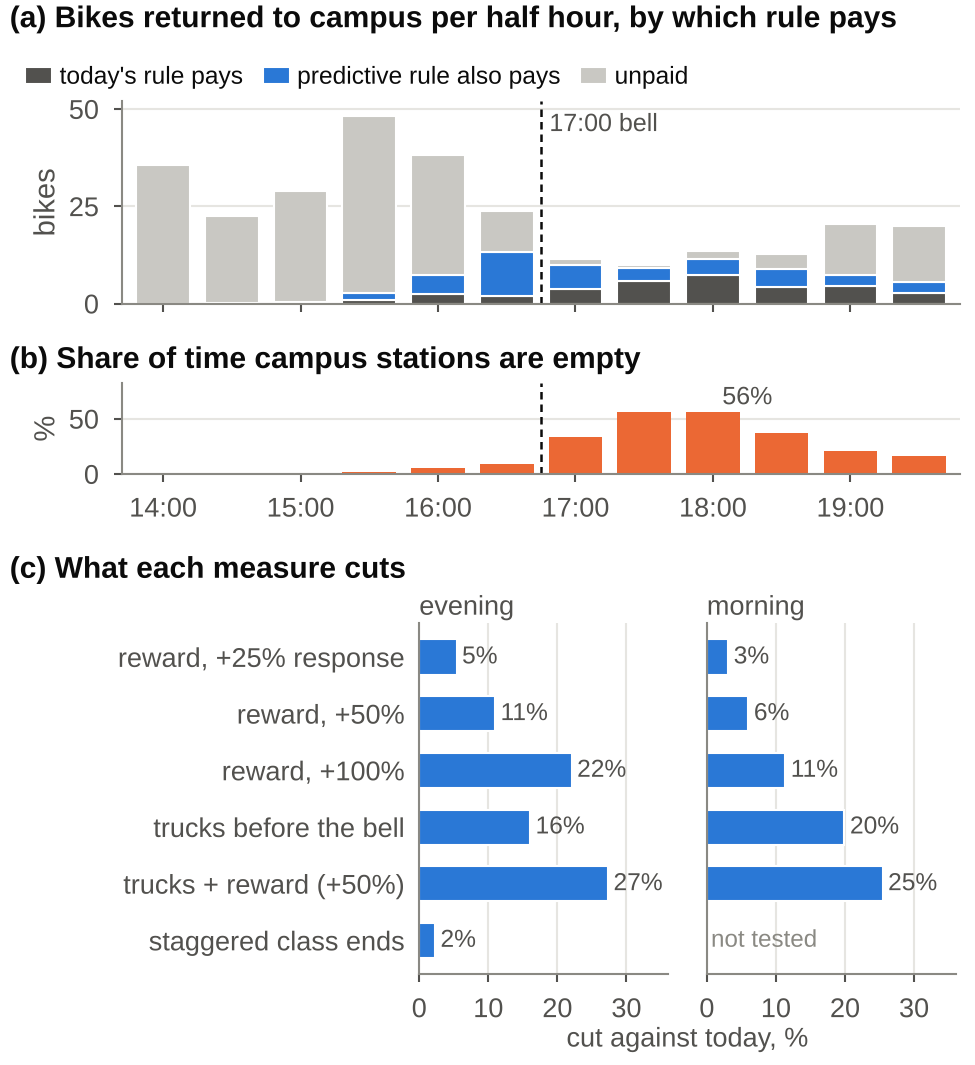 (a) Bikes returned to campus per half hour, by which rule pays
today's rule pays predictive rule also pays unpaid
50
17:00 bell
bikes
25
0
(b) Share of time campus stations are empty
56%
%
50
0
14:00 15:00 16:00 17:00 18:00 19:00
(c) What each measure cuts
evening morning
reward, +25% response 5% 3%
reward, +50% 11% 6%
reward, +100% 22% 11%
trucks before the bell 16% 20%
trucks + reward (+50%) 27% 25%
staggered class ends 2% not tested
0 10 20 30 0 10 20 30
cut against today, %